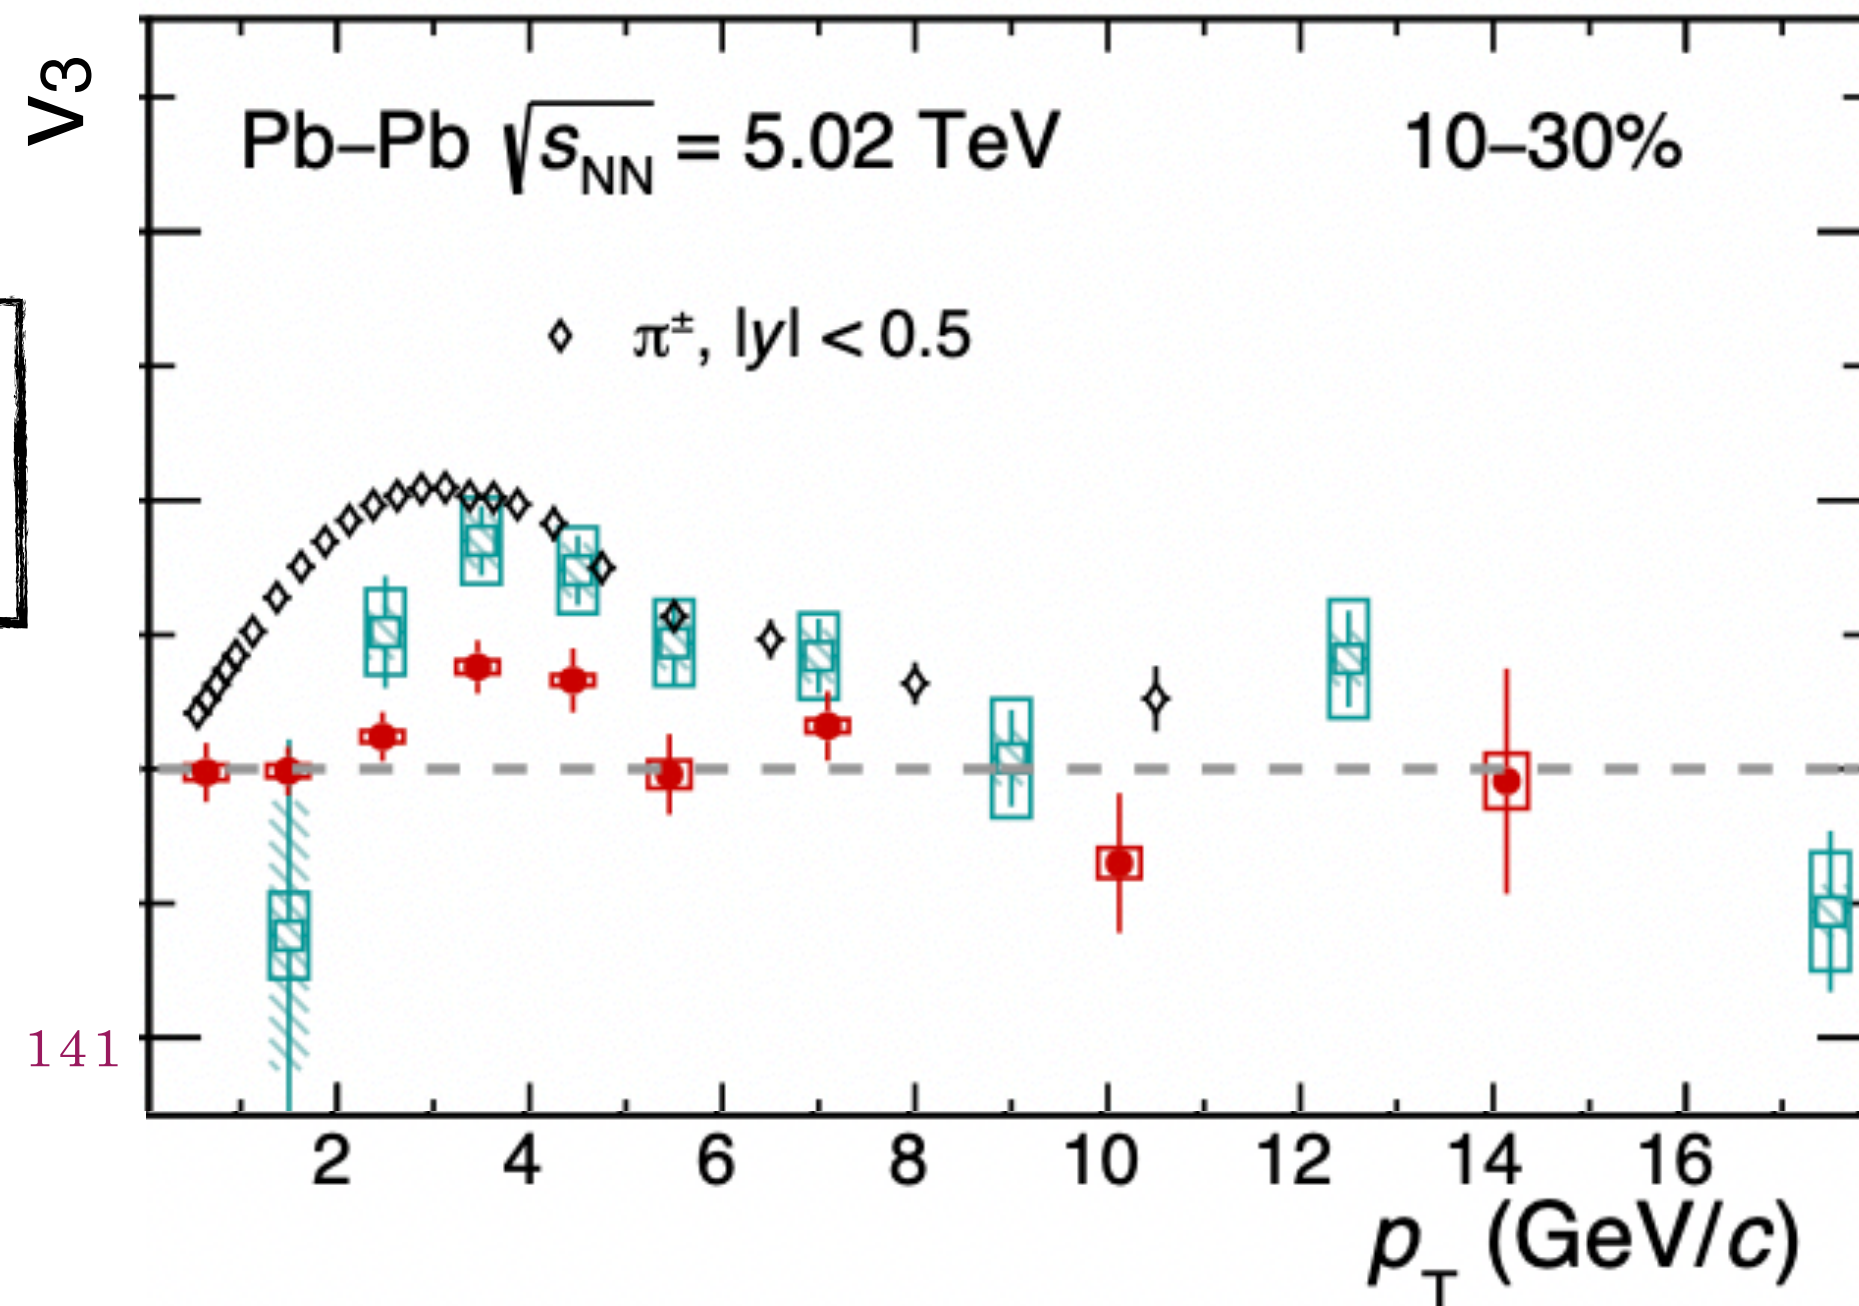 v3
Pb–Pb √sNN = 5.02 TeV 10–30%
π±, |y| < 0.5
141
2 4 6 8 10 12 14 16
pT (GeV/c)